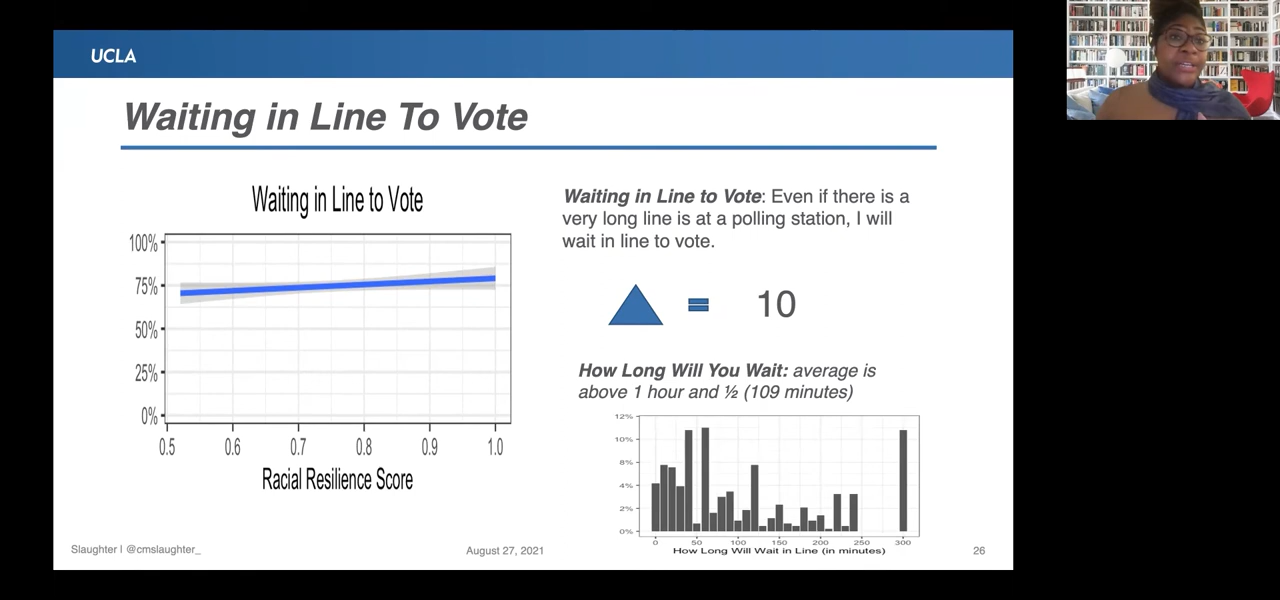 UCLA
Waiting in Line To Vote
Waiting in Line to Vote
100%
75%
50%
25%
0%
0.5 0.6 0.7 0.8 0.9 1.0
Racial Resilience Score
Waiting in Line to Vote: Even if there is a
very long line is at a polling station, I will
wait in line to vote.
= 10
How Long Will You Wait: average is
above 1 hour and ½ (109 minutes)
12%
10%
8%
4%
2%
0%
0 50 100 150 200 250 300
How Long Will Wait in Line (in minutes)
Slaughter | @cmslaughter_
August 27, 2021
26